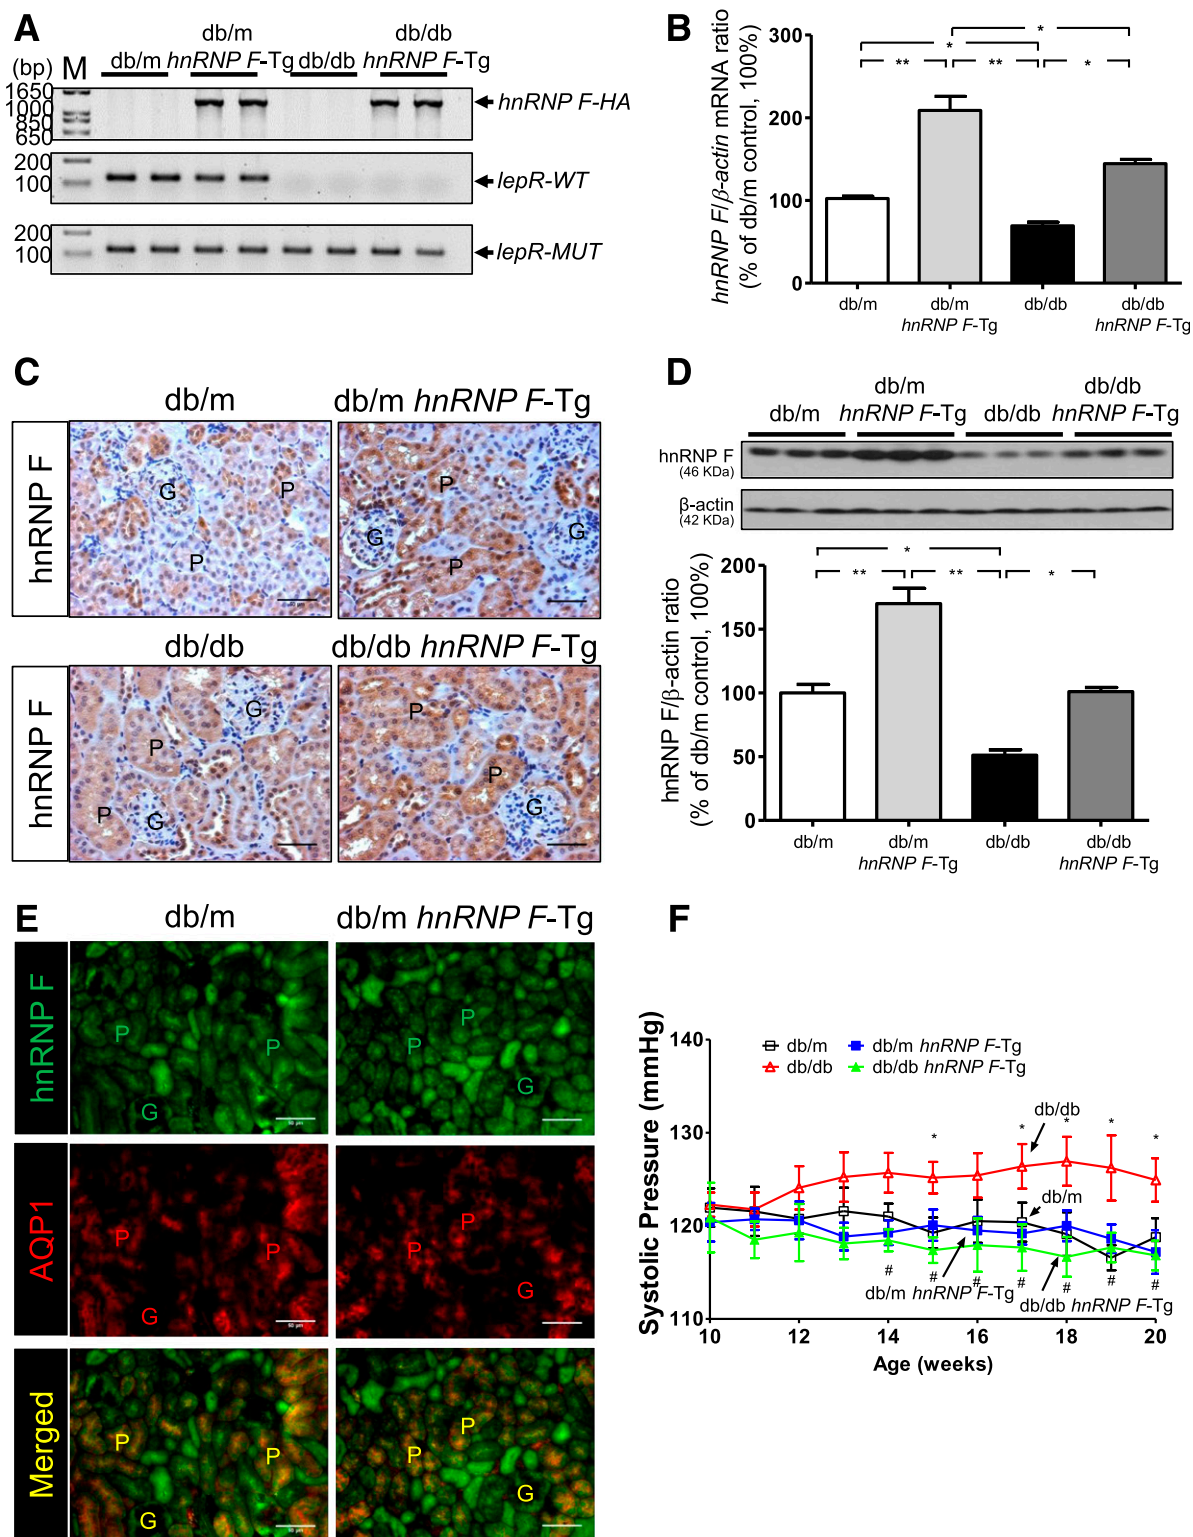 A
db/m
db/db
(bp) M db/m hnRNP F-Tg db/db hnRNP F-Tg
1650
1000
850
650
hnRNP F-HA
200
100
lepR-WT
200
100
lepR-MUT
B
hnRNP F/β-actin mRNA ratio
(% of db/m control, 100%)
300
200
100
0
*
*
** ** *
db/m db/m db/db db/db
hnRNP F-Tg hnRNP F-Tg
C
db/m db/m hnRNP F-Tg
hnRNP F
G P P
P G G P
db/db db/db hnRNP F-Tg
hnRNP F
G P P G
P P G
D
db/m db/db
db/m hnRNP F-Tg db/db hnRNP F-Tg
hnRNP F
(46 KDa)
β-actin
(42 KDa)
hnRNP F/β-actin ratio
(% of db/m control, 100%)
200
150
100
50
0
*
** ** *
db/m db/m db/db db/db
hnRNP F-Tg hnRNP F-Tg
E
db/m db/m hnRNP F-Tg
hnRNP F
P P G
P P G
AQP1
P P G
P P G
Merged
P P G
P P G
F
Systolic Pressure (mmHg)
140
130
120
110
db/m db/m hnRNP F-Tg
db/db db/db hnRNP F-Tg
db/db
* * * * *
db/m
# # # # # # #
db/m hnRNP F-Tg
db/db hnRNP F-Tg
10 12 14 16 18 20
Age (weeks)